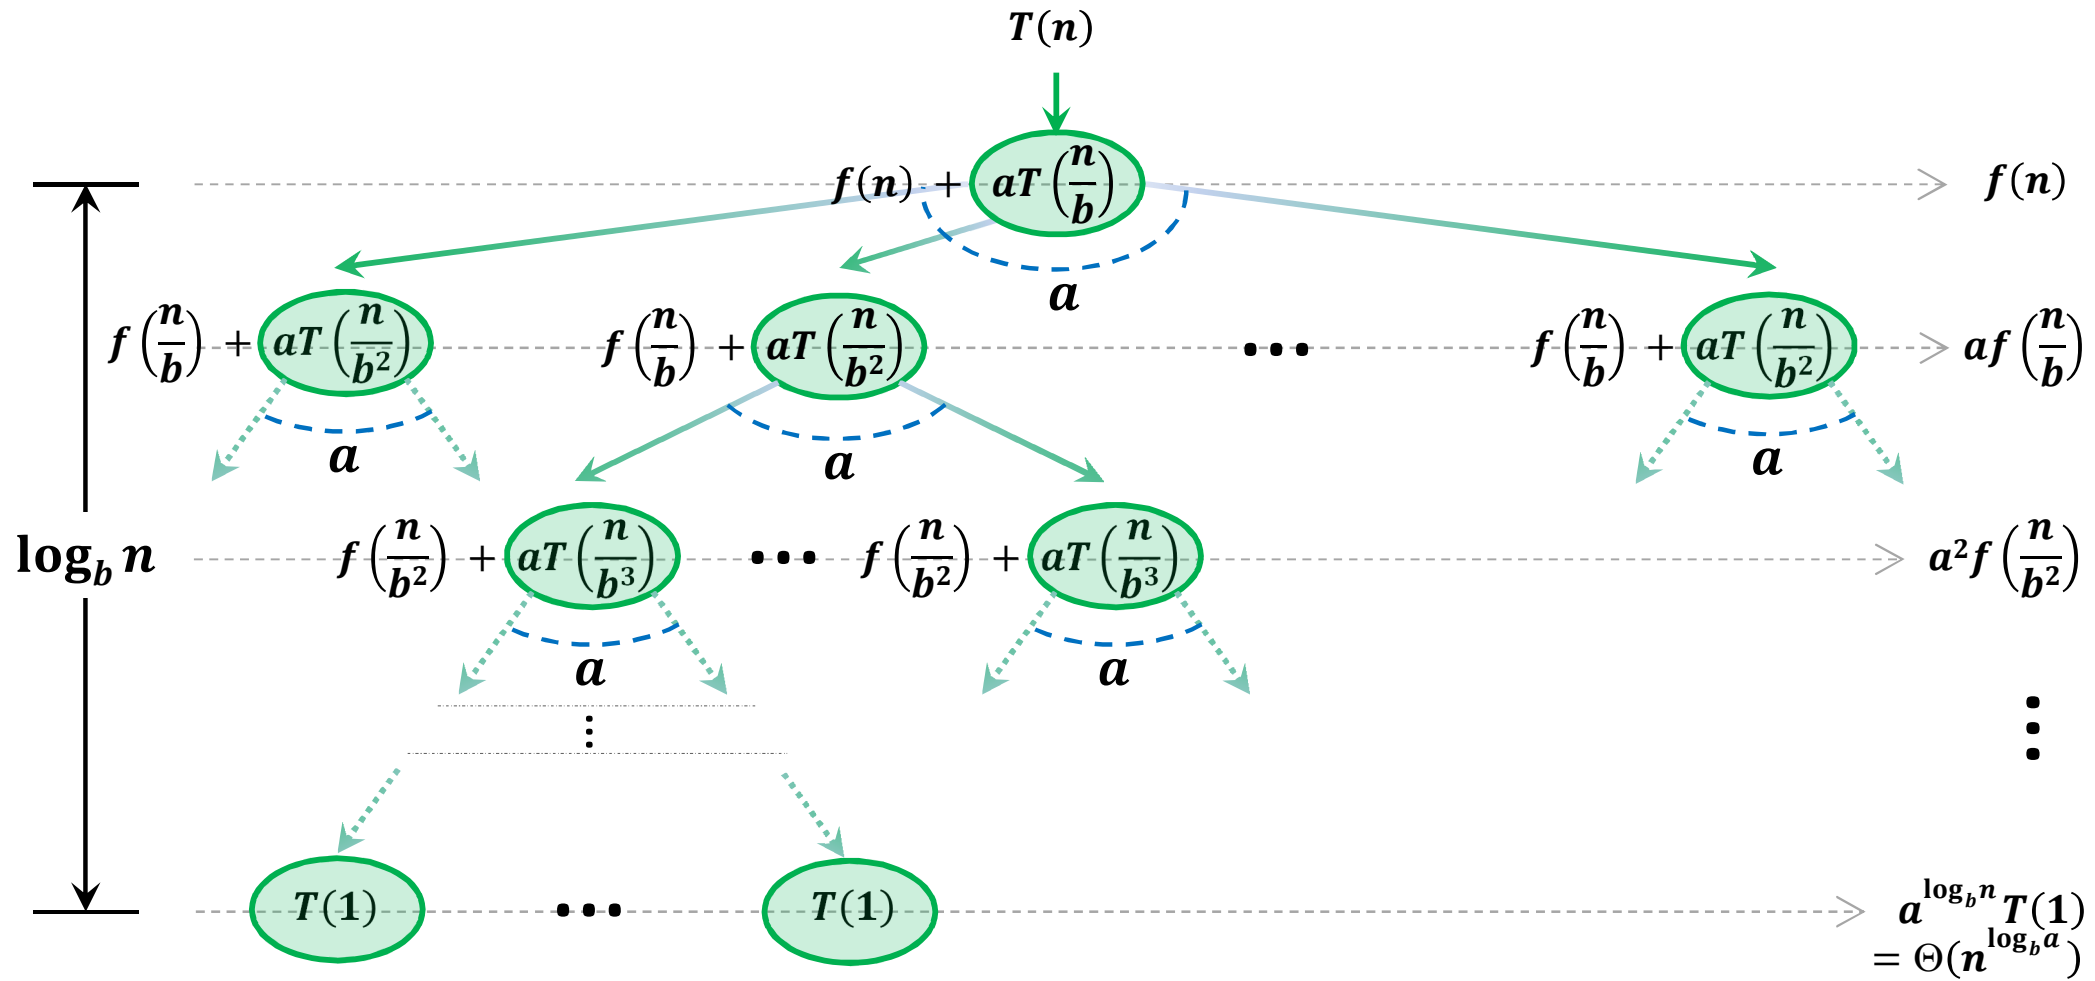 T(n)
f(n) + aT(n/b) f(n)
a
f(n/b) + aT(n/b²) f(n/b) + aT(n/b²) ••• f(n/b) + aT(n/b²) af(n/b)
a a a
log_b n f(n/b²) + aT(n/b³) ••• f(n/b²) + aT(n/b³) a²f(n/b²)
a a
⋮ ⋮
T(1) ••• T(1) a^(log_b n) T(1)
= Θ(n^(log_b a))